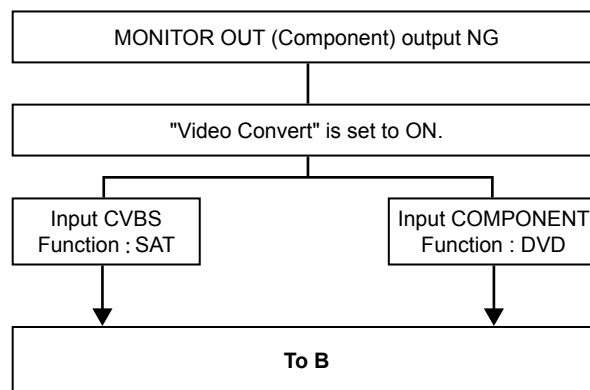 MONITOR OUT (Component) output NG
"Video Convert" is set to ON.
Input CVBS
Function : SAT
Input COMPONENT
Function : DVD
To B